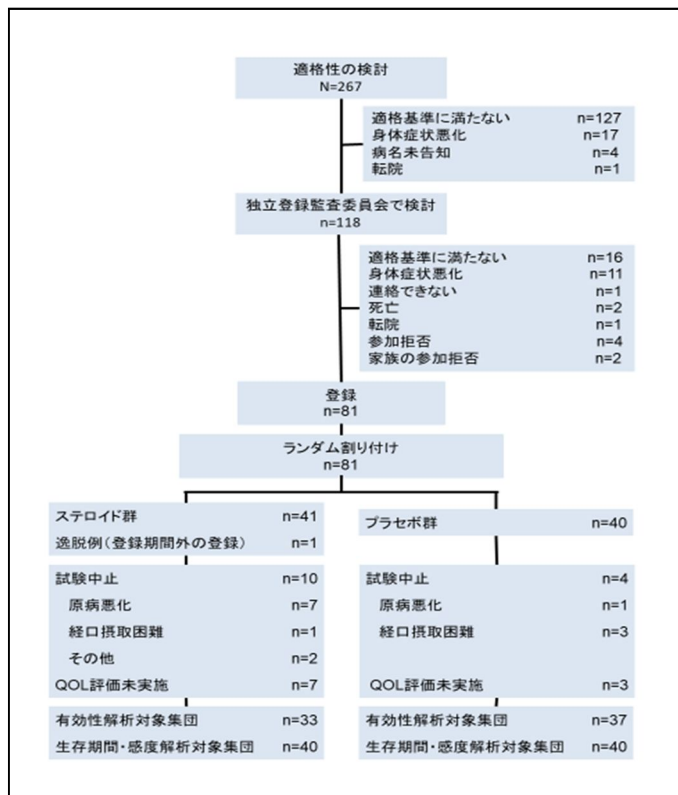 適格性の検討
N=267
適格基準に満たない n=127
身体症状悪化 n=17
病名未告知 n=4
転院 n=1
独立登録監査委員会で検討
n=118
適格基準に満たない n=16
身体症状悪化 n=11
連絡できない n=1
死亡 n=2
転院 n=1
参加拒否 n=4
家族の参加拒否 n=2
登録
n=81
ランダム割り付け
n=81
ステロイド群 n=41
逸脱例(登録期間外の登録) n=1
試験中止 n=10
原病悪化 n=7
経口摂取困難 n=1
その他 n=2
QOL評価未実施 n=7
有効性解析対象集団 n=33
生存期間・感度解析対象集団 n=40
プラセボ群 n=40
試験中止 n=4
原病悪化 n=1
経口摂取困難 n=3
QOL評価未実施 n=3
有効性解析対象集団 n=37
生存期間・感度解析対象集団 n=40